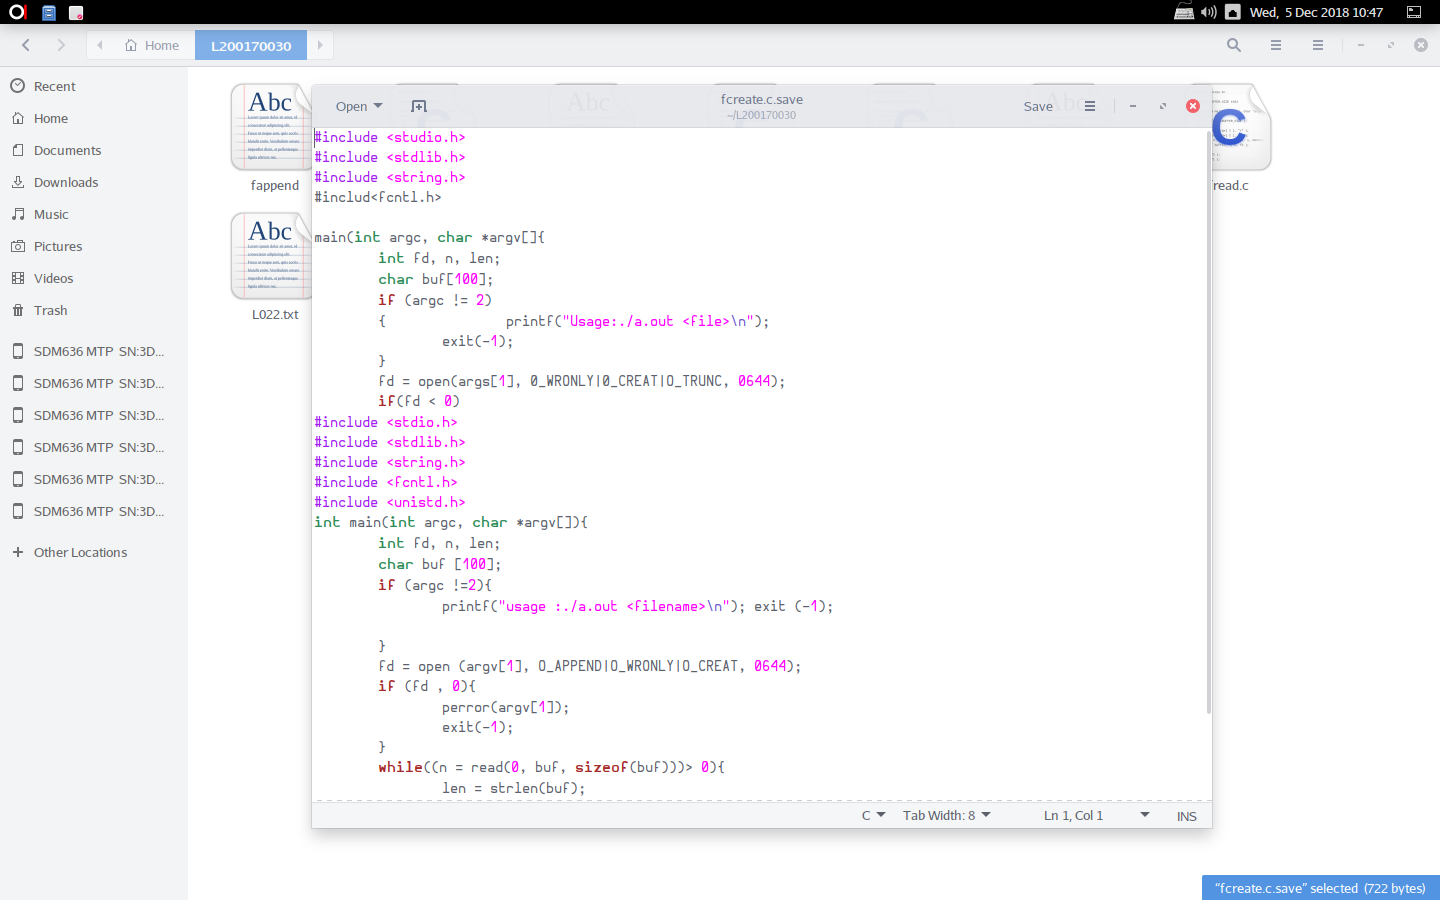 Wed, 5 Dec 2018 10:47
Home
L200170030
Recent
Home
Documents
Downloads
Music
Pictures
Videos
Trash
SDM636 MTP SN:3D...
SDM636 MTP SN:3D...
SDM636 MTP SN:3D...
SDM636 MTP SN:3D...
SDM636 MTP SN:3D...
SDM636 MTP SN:3D...
Other Locations
Abc
fappend
Abc
L022.txt
C
read.c
Open
fcreate.c.save
~/L200170030
Save
#include <studio.h>
#include <stdlib.h>
#include <string.h>
#includ<fcntl.h>
main(int argc, char *argv[]{
int fd, n, len;
char buf[100];
if (argc != 2)
{ printf("Usage:./a.out <file>\n");
exit(-1);
}
fd = open(args[1], 0_WRONLY|0_CREAT|O_TRUNC, 0644);
if(fd < 0)
#include <stdio.h>
#include <stdlib.h>
#include <string.h>
#include <fcntl.h>
#include <unistd.h>
int main(int argc, char *argv[]){
int fd, n, len;
char buf [100];
if (argc !=2){
printf("usage :./a.out <filename>\n"); exit (-1);
}
fd = open (argv[1], O_APPEND|O_WRONLY|O_CREAT, 0644);
if (fd , 0){
perror(argv[1]);
exit(-1);
}
while((n = read(0, buf, sizeof(buf)))> 0){
len = strlen(buf);
C
Tab Width: 8
Ln 1, Col 1
INS
"fcreate.c.save" selected (722 bytes)